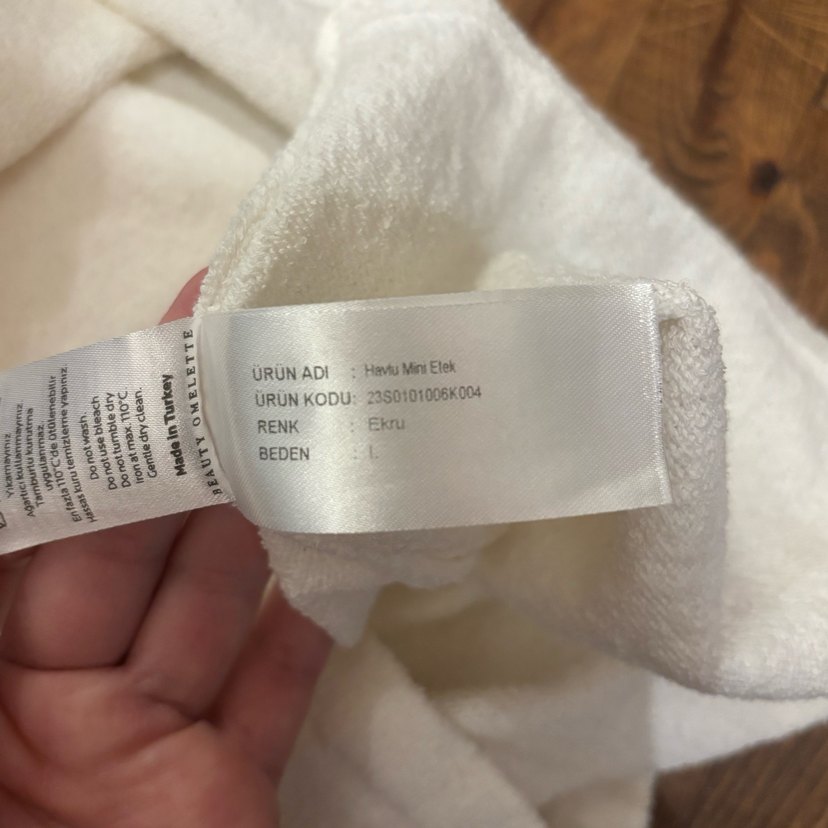 ÜRÜN ADI : Havlu Mini Etek
ÜRÜN KODU: 23S0101006K004
RENK : Ekru
BEDEN : L
BEAUTY OMELETTE
Yıkamayınız
Ağartıcı kullanmayınız
Tamburlu kurutma
uygulamayınız
En fazla 110°C'de ütülenebilir
Hassas kuru temizleme yapınız.
Do not wash.
Do not use bleach
Do not tumble dry
Iron at max. 110°C
Gentle dry clean.
Made in Turkey